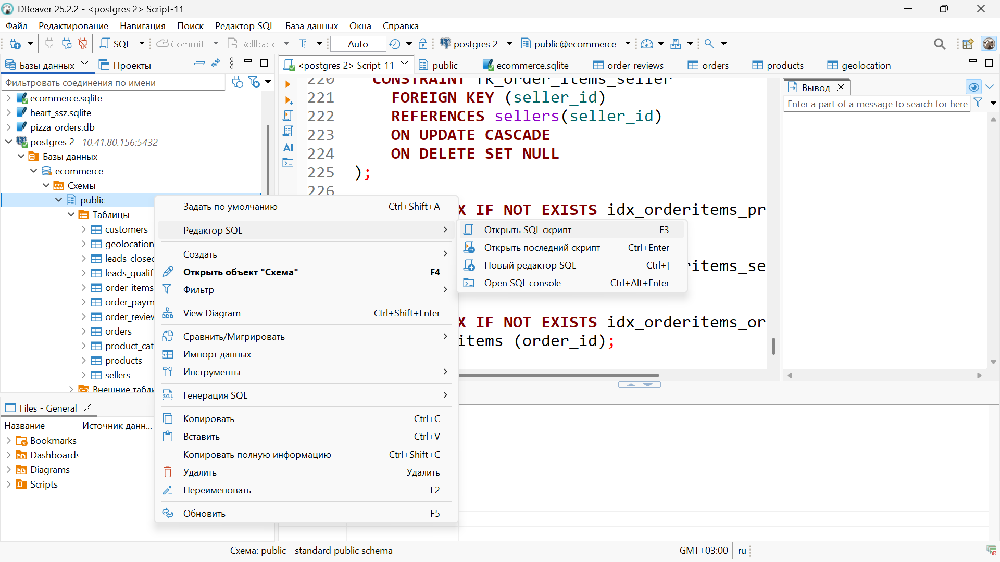 DBeaver 25.2.2 - <postgres 2> Script-11
Файл Редактирование Навигация Поиск Редактор SQL База данных Окна Справка
SQL Commit Rollback Auto postgres 2 public@ecommerce
Базы данных Проекты
<postgres 2> Script-11 public ecommerce.sqlite order_reviews orders products geolocation
Фильтровать соединения по имени
ecommerce.sqlite
heart_ssz.sqlite
pizza_orders.db
postgres 2 10.41.80.156:5432
Базы данных
ecommerce
Схемы
public
Таблицы
customers
geolocation
leads_closed
leads_qualifi
order_items
order_paym
order_review
orders
product_cat
products
sellers
Внешние табли
220 CONSTRAINT fk_order_items_seller
221 FOREIGN KEY (seller_id)
222 REFERENCES sellers(seller_id)
223 ON UPDATE CASCADE
224 ON DELETE SET NULL
225 );
226
X IF NOT EXISTS idx_orderitems_pr
ritems_se
X IF NOT EXISTS idx_orderitems_or
items (order_id);
AI
Вывод
Enter a part of a message to search for here
Задать по умолчанию Ctrl+Shift+A
Редактор SQL
Создать
Открыть объект "Схема" F4
Фильтр
View Diagram Ctrl+Shift+Enter
Сравнить/Мигрировать
Импорт данных
Инструменты
Генерация SQL
Копировать Ctrl+C
Вставить Ctrl+V
Копировать полную информацию Ctrl+Shift+C
Удалить Удалить
Переименовать F2
Обновить F5
Открыть SQL скрипт F3
Открыть последний скрипт Ctrl+Enter
Новый редактор SQL Ctrl+]
Open SQL console Ctrl+Alt+Enter
Files - General
Название Источник данн...
Bookmarks
Dashboards
Diagrams
Scripts
Схема: public - standard public schema
GMT+03:00 ru